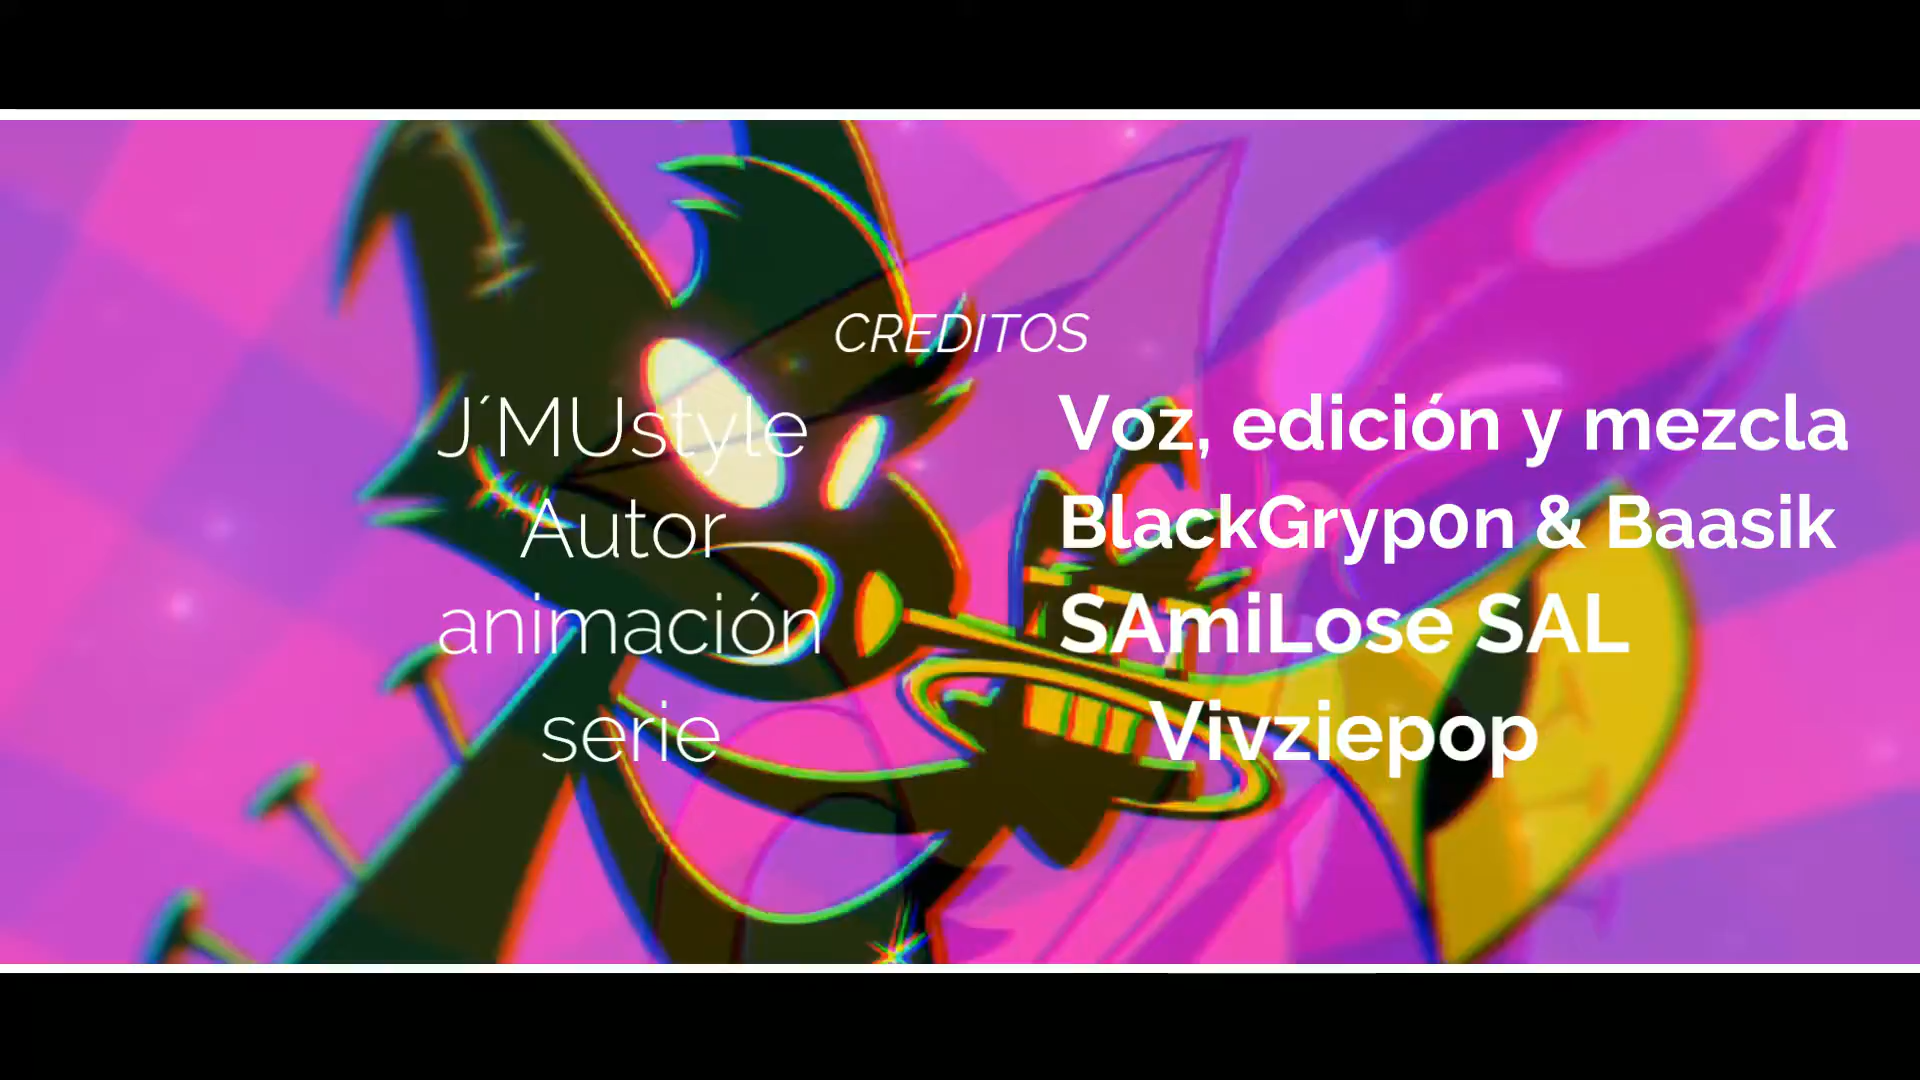 CREDITOS
J´MUstyle Voz, edición y mezcla
Autor BlackGryp0n & Baasik
animación SAmiLose SAL
serie Vivziepop